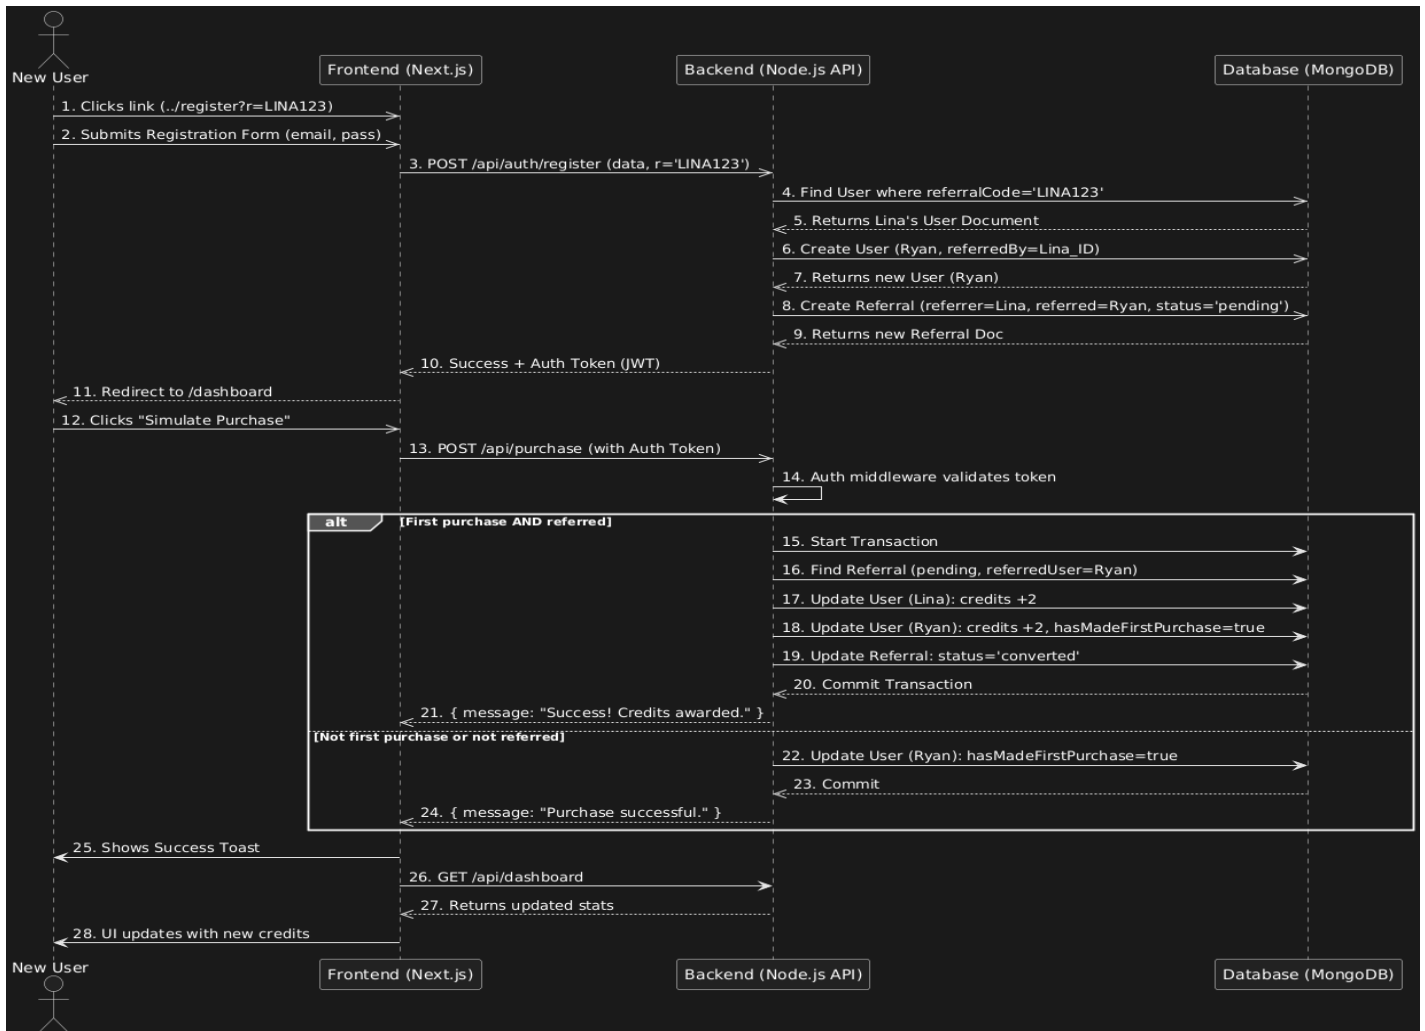 New User
Frontend (Next.js)
Backend (Node.js API)
Database (MongoDB)
1. Clicks link (../register?r=LINA123)
2. Submits Registration Form (email, pass)
3. POST /api/auth/register (data, r='LINA123')
4. Find User where referralCode='LINA123'
5. Returns Lina's User Document
6. Create User (Ryan, referredBy=Lina_ID)
7. Returns new User (Ryan)
8. Create Referral (referrer=Lina, referred=Ryan, status='pending')
9. Returns new Referral Doc
10. Success + Auth Token (JWT)
11. Redirect to /dashboard
12. Clicks "Simulate Purchase"
13. POST /api/purchase (with Auth Token)
14. Auth middleware validates token
alt
[First purchase AND referred]
15. Start Transaction
16. Find Referral (pending, referredUser=Ryan)
17. Update User (Lina): credits +2
18. Update User (Ryan): credits +2, hasMadeFirstPurchase=true
19. Update Referral: status='converted'
20. Commit Transaction
21. { message: "Success! Credits awarded." }
[Not first purchase or not referred]
22. Update User (Ryan): hasMadeFirstPurchase=true
23. Commit
24. { message: "Purchase successful." }
25. Shows Success Toast
26. GET /api/dashboard
27. Returns updated stats
28. UI updates with new credits
New User
Frontend (Next.js)
Backend (Node.js API)
Database (MongoDB)